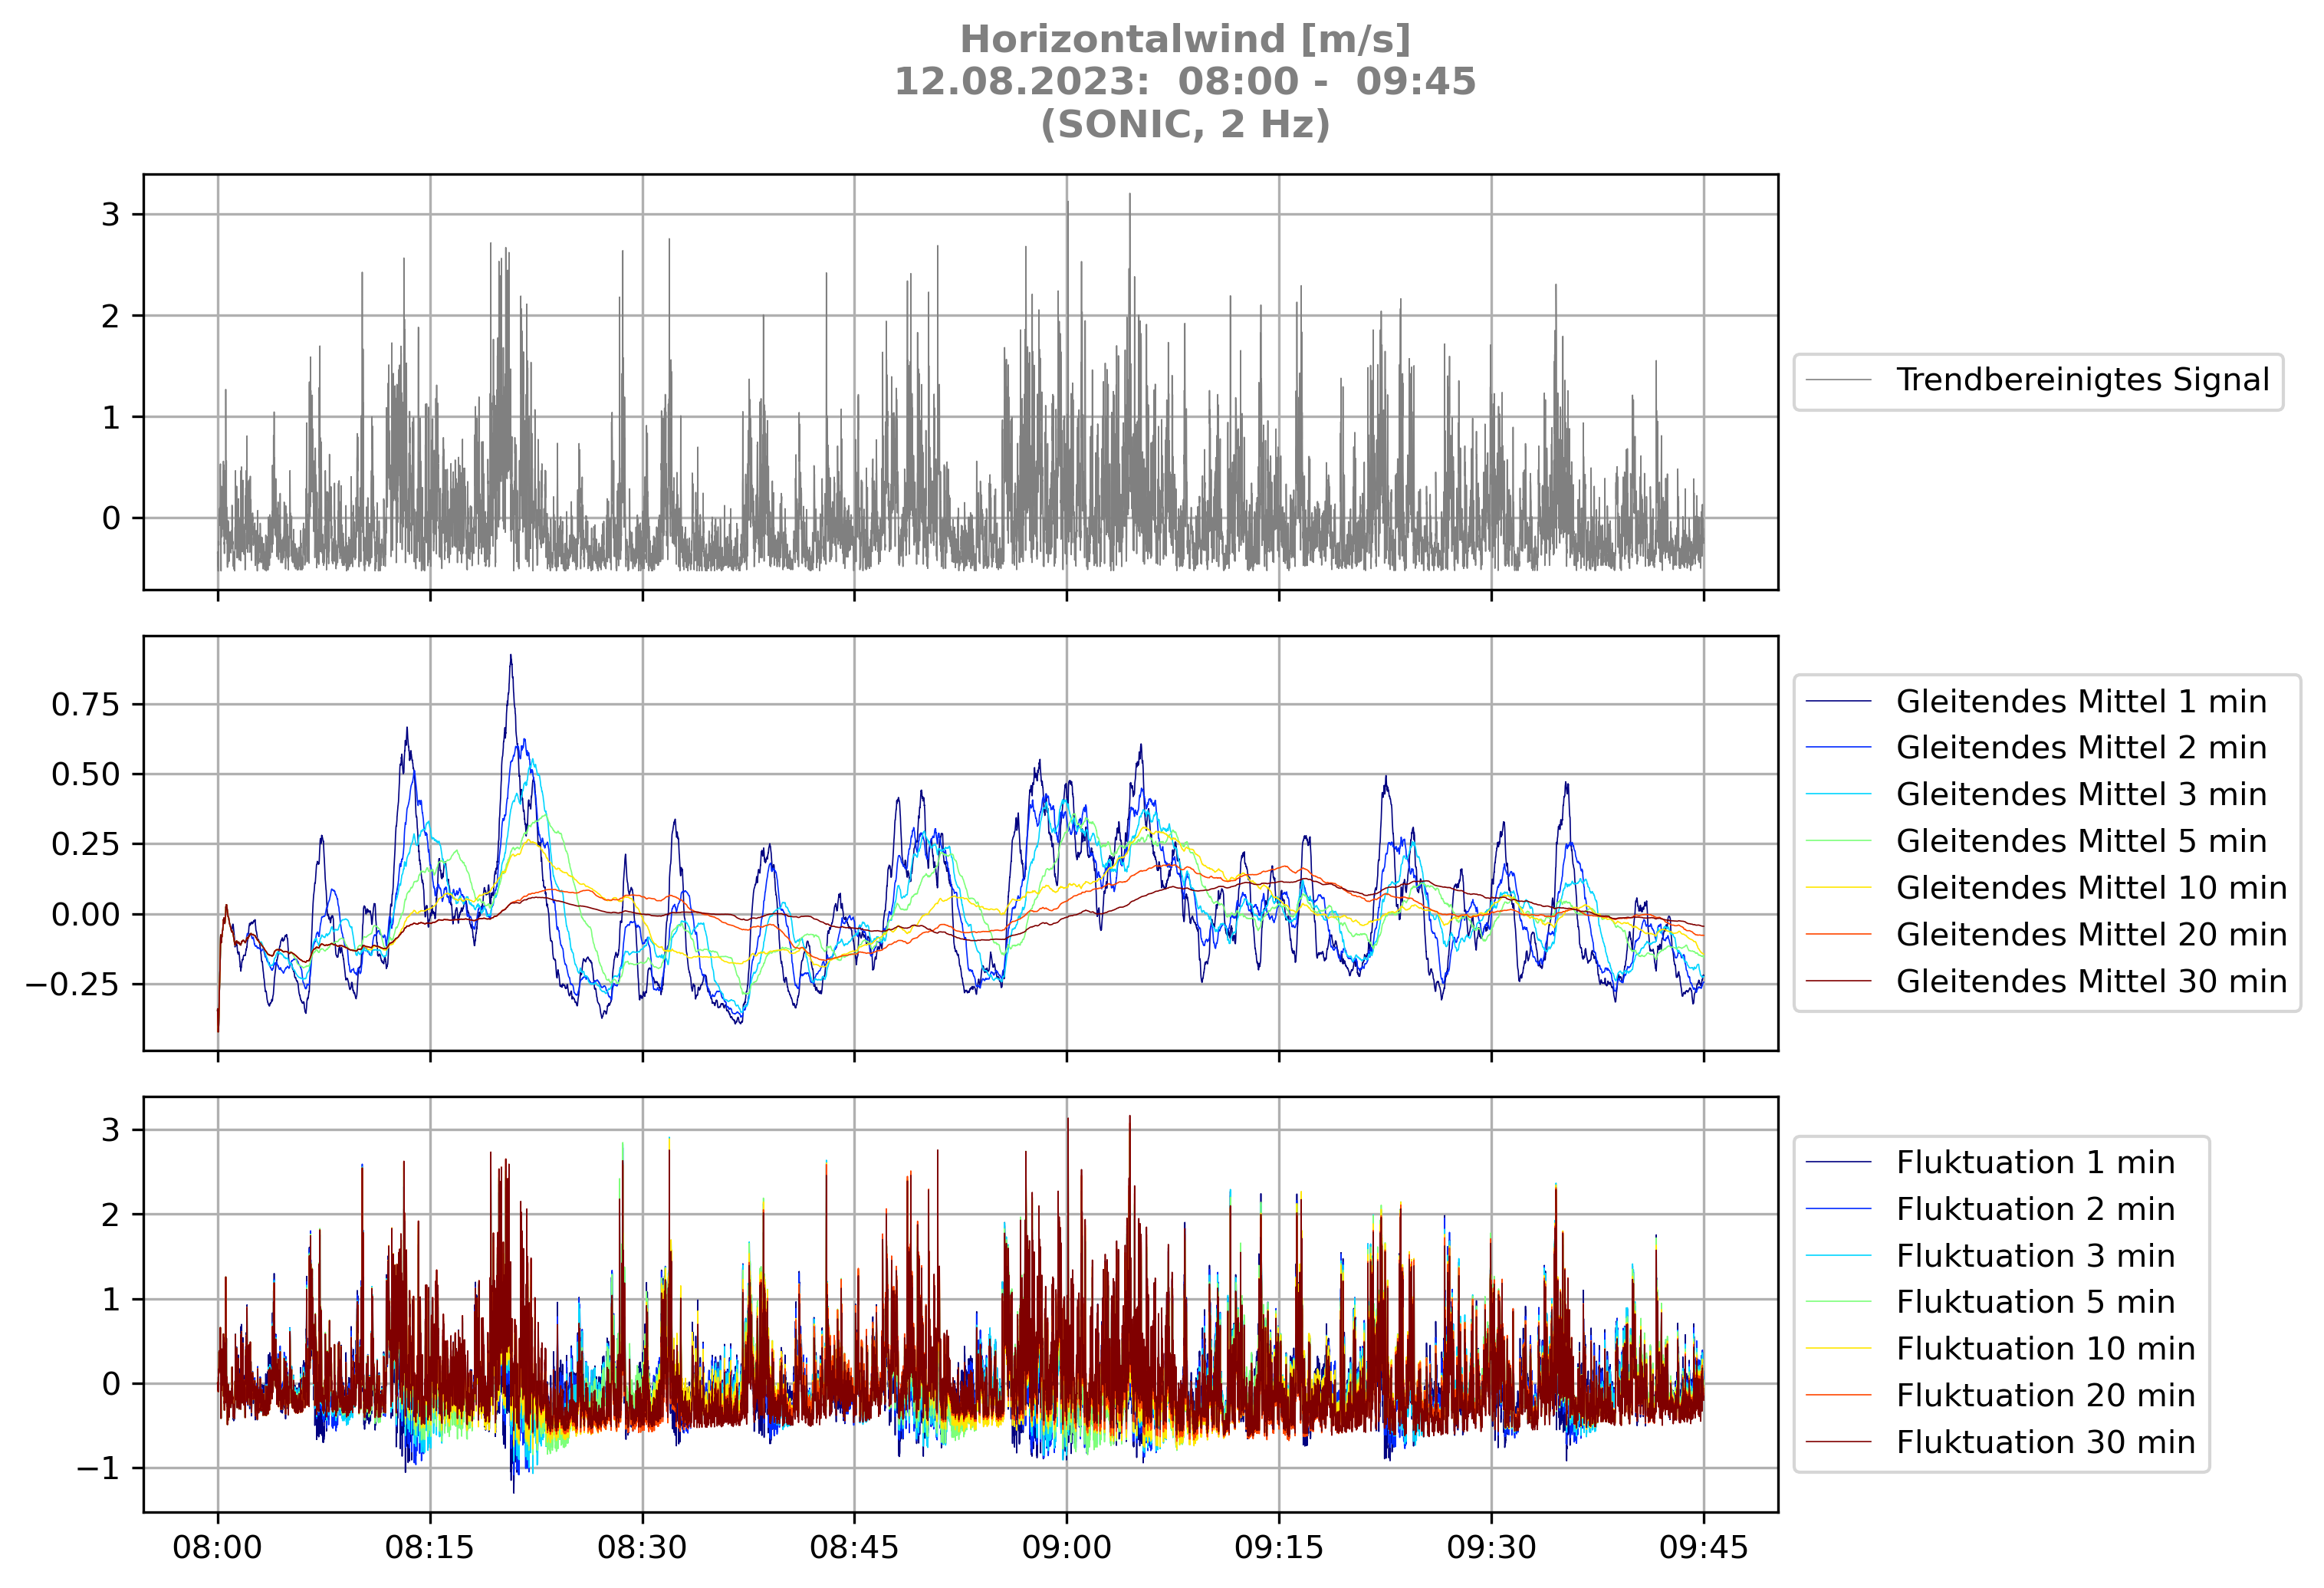 Horizontalwind [m/s]
12.08.2023:  08:00 -  09:45
(SONIC, 2 Hz)
3
2
1
0
Trendbereinigtes Signal
0.75
0.50
0.25
0.00
−0.25
Gleitendes Mittel 1 min
Gleitendes Mittel 2 min
Gleitendes Mittel 3 min
Gleitendes Mittel 5 min
Gleitendes Mittel 10 min
Gleitendes Mittel 20 min
Gleitendes Mittel 30 min
3
2
1
0
−1
Fluktuation 1 min
Fluktuation 2 min
Fluktuation 3 min
Fluktuation 5 min
Fluktuation 10 min
Fluktuation 20 min
Fluktuation 30 min
08:00 08:15 08:30 08:45 09:00 09:15 09:30 09:45